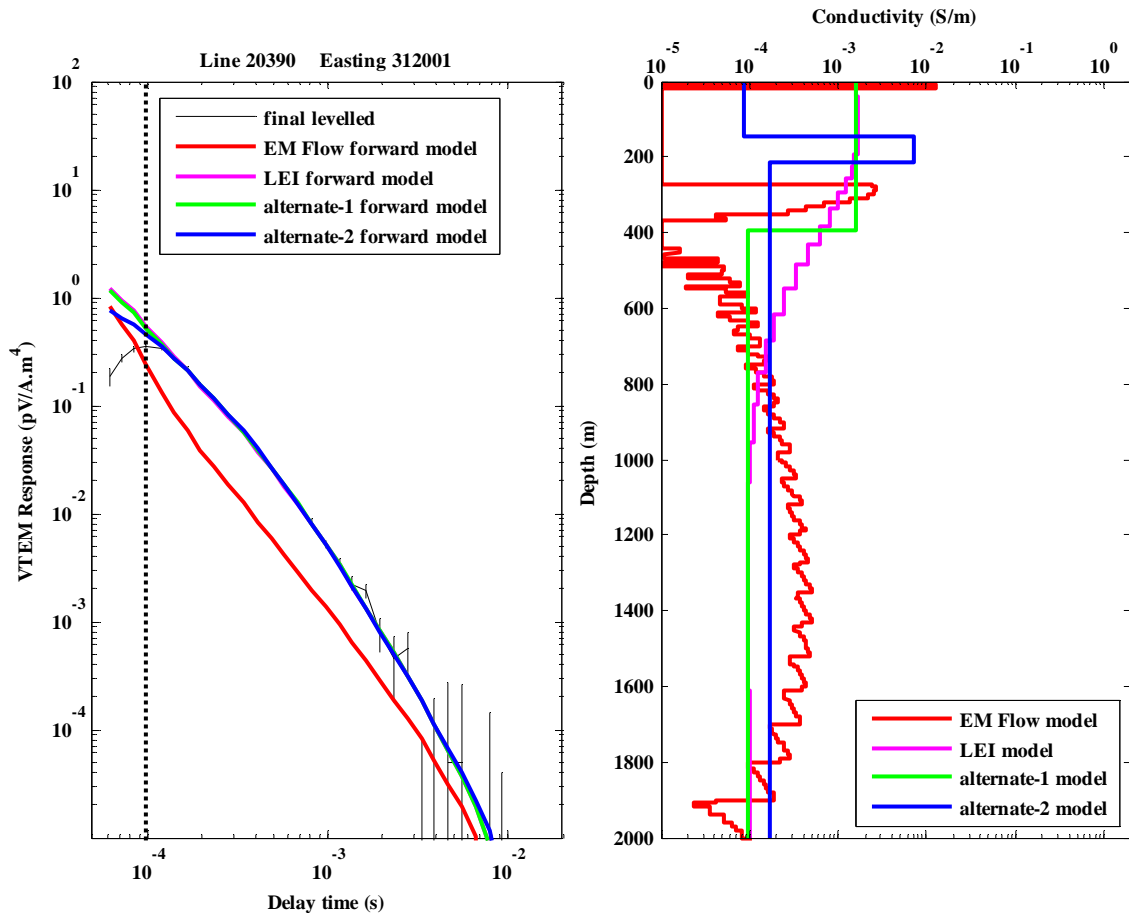 Line 20390 Easting 312001
10^2
10^1
10^0
10^-1
10^-2
10^-3
10^-4
VTEM Response (pV/A.m^4)
final levelled
EM Flow forward model
LEI forward model
alternate-1 forward model
alternate-2 forward model
10^-4 10^-3 10^-2
Delay time (s)
Conductivity (S/m)
10^-5 10^-4 10^-3 10^-2 10^-1 10^0
0
200
400
600
800
1000
1200
1400
1600
1800
2000
Depth (m)
EM Flow model
LEI model
alternate-1 model
alternate-2 model